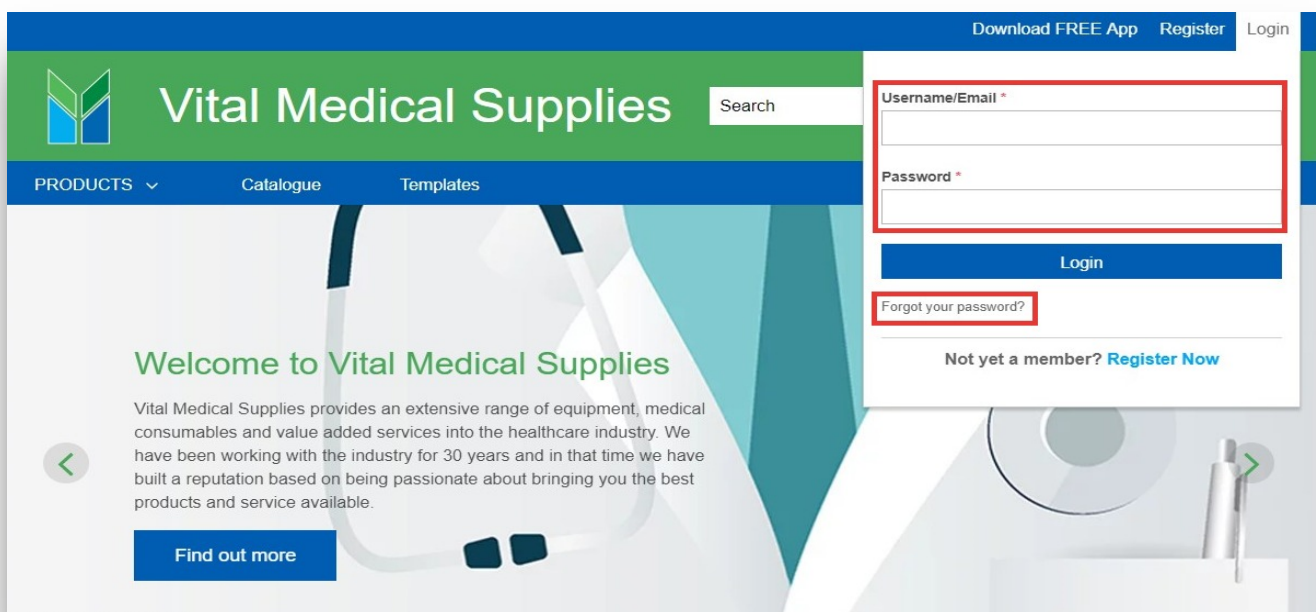 Download FREE App Register Login
Vital Medical Supplies
Search
Username/Email *
Password *
Login
Forgot your password?
Not yet a member? Register Now
PRODUCTS
Catalogue
Templates
Welcome to Vital Medical Supplies
Vital Medical Supplies provides an extensive range of equipment, medical
consumables and value added services into the healthcare industry. We
have been working with the industry for 30 years and in that time we have
built a reputation based on being passionate about bringing you the best
products and service available.
Find out more